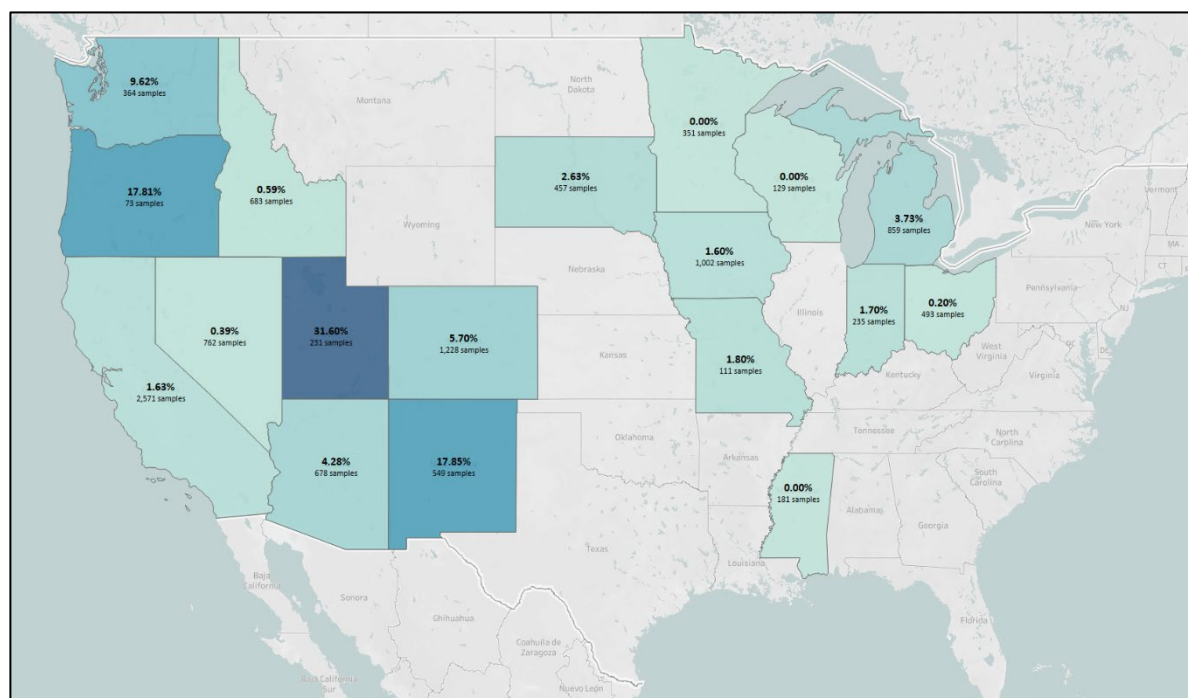 9.62%
364 samples
Montana
North
Dakota
0.00%
351 samples
17.81%
73 samples
0.59%
683 samples
2.63%
457 samples
0.00%
129 samples
3.73%
859 samples
Vermont
New York
MA
CT
Wyoming
Nebraska
1.60%
1,002 samples
Illinois
1.70%
235 samples
0.20%
493 samples
Pennsylvania
NJ
0.39%
762 samples
31.60%
231 samples
5.70%
1,228 samples
Kansas
1.80%
111 samples
West
Virginia
DC
DE
Virginia
Kentucky
1.63%
2,571 samples
4.28%
678 samples
17.85%
549 samples
Oklahoma
Arkansas
Tennessee
North
Carolina
South
Carolina
0.00%
181 samples
Alabama
Georgia
Texas
Louisiana
Baja
California
Sonora
Chihuahua
Coahuila de
Zaragoza
Nuevo León
Baja California
Sur
Florida